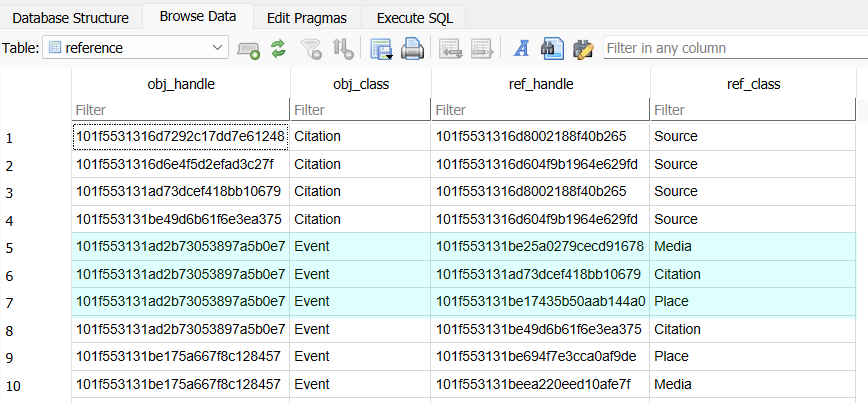 Database Structure Browse Data Edit Pragmas Execute SQL
Table: reference Filter in any column
obj_handle obj_class ref_handle ref_class
Filter Filter Filter Filter
1 101f5531316d7292c17dd7e61248 Citation 101f5531316d8002188f40b265 Source
2 101f5531316d6e4f5d2efad3c27f Citation 101f5531316d604f9b1964e629fd Source
3 101f553131ad73dcef418bb10679 Citation 101f5531316d8002188f40b265 Source
4 101f553131be49d6b61f6e3ea375 Citation 101f5531316d604f9b1964e629fd Source
5 101f553131ad2b73053897a5b0e7 Event 101f553131be25a0279cecd91678 Media
6 101f553131ad2b73053897a5b0e7 Event 101f553131ad73dcef418bb10679 Citation
7 101f553131ad2b73053897a5b0e7 Event 101f553131be17435b50aab144a0 Place
8 101f553131ad2b73053897a5b0e7 Event 101f553131be49d6b61f6e3ea375 Citation
9 101f553131be175a667f8c128457 Event 101f553131be694f7e3cca0af9de Place
10 101f553131be175a667f8c128457 Event 101f553131beea220eed10afe7f Media